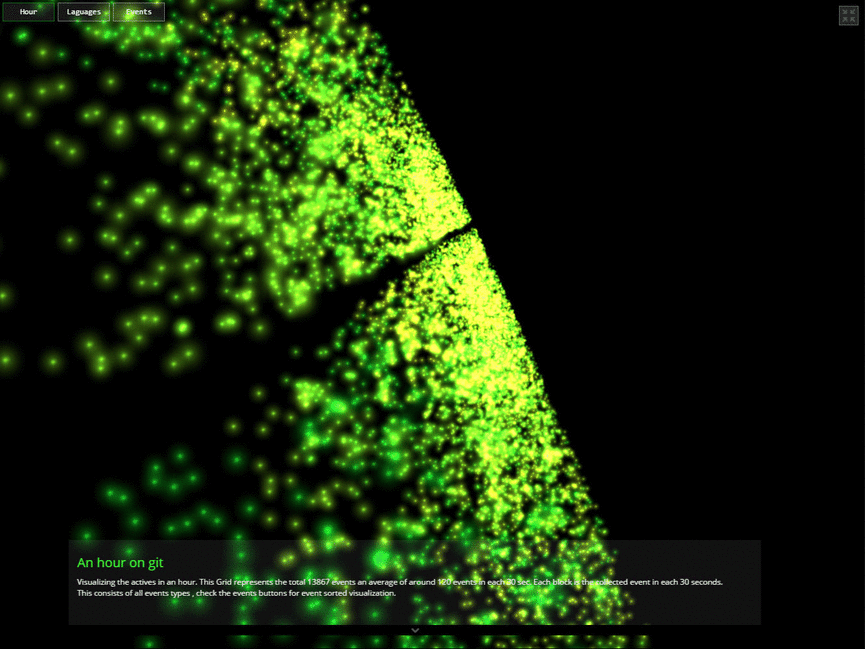 Hour
Laguages
Events
An hour on git
Visualizing the actives in an hour. This Grid represents the total 13867 events an average of around 120 events in each 30 sec. Each block is the collected event in each 30 seconds.
This consists of all events types , check the events buttons for event sorted visualization.